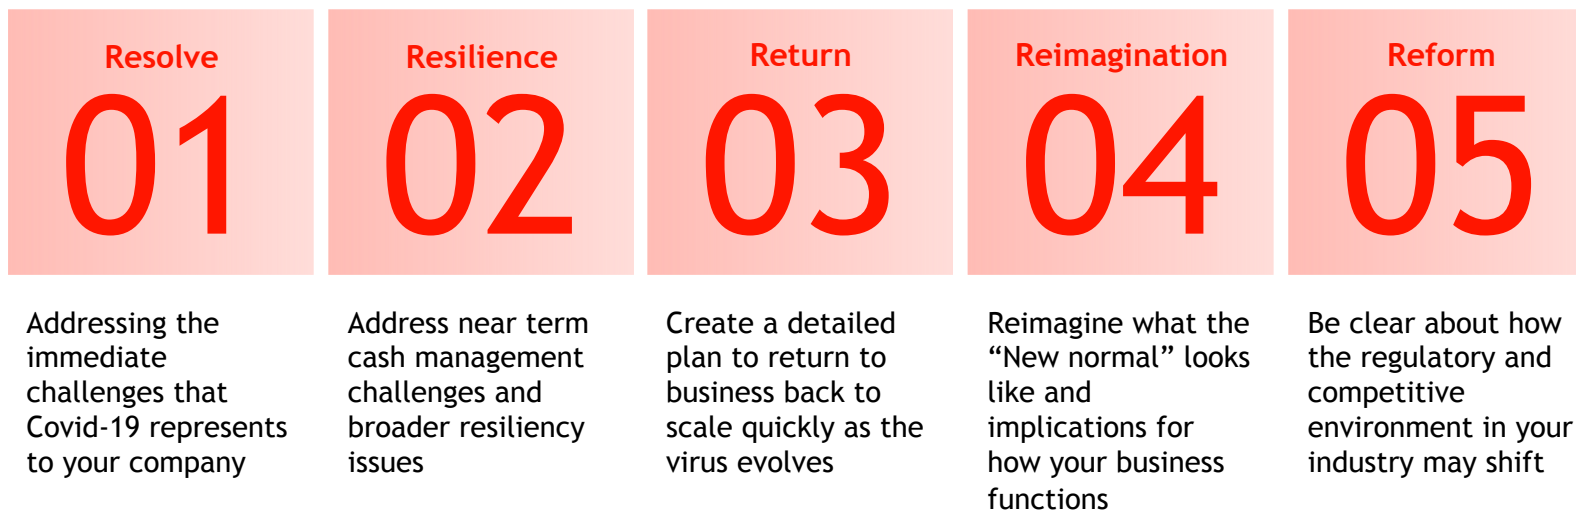 Resolve
01
Addressing the
immediate
challenges that
Covid-19 represents
to your company
Resilience
02
Address near term
cash management
challenges and
broader resiliency
issues
Return
03
Create a detailed
plan to return to
business back to
scale quickly as the
virus evolves
Reimagination
04
Reimagine what the
“New normal” looks
like and
implications for
how your business
functions
Reform
05
Be clear about how
the regulatory and
competitive
environment in your
industry may shift